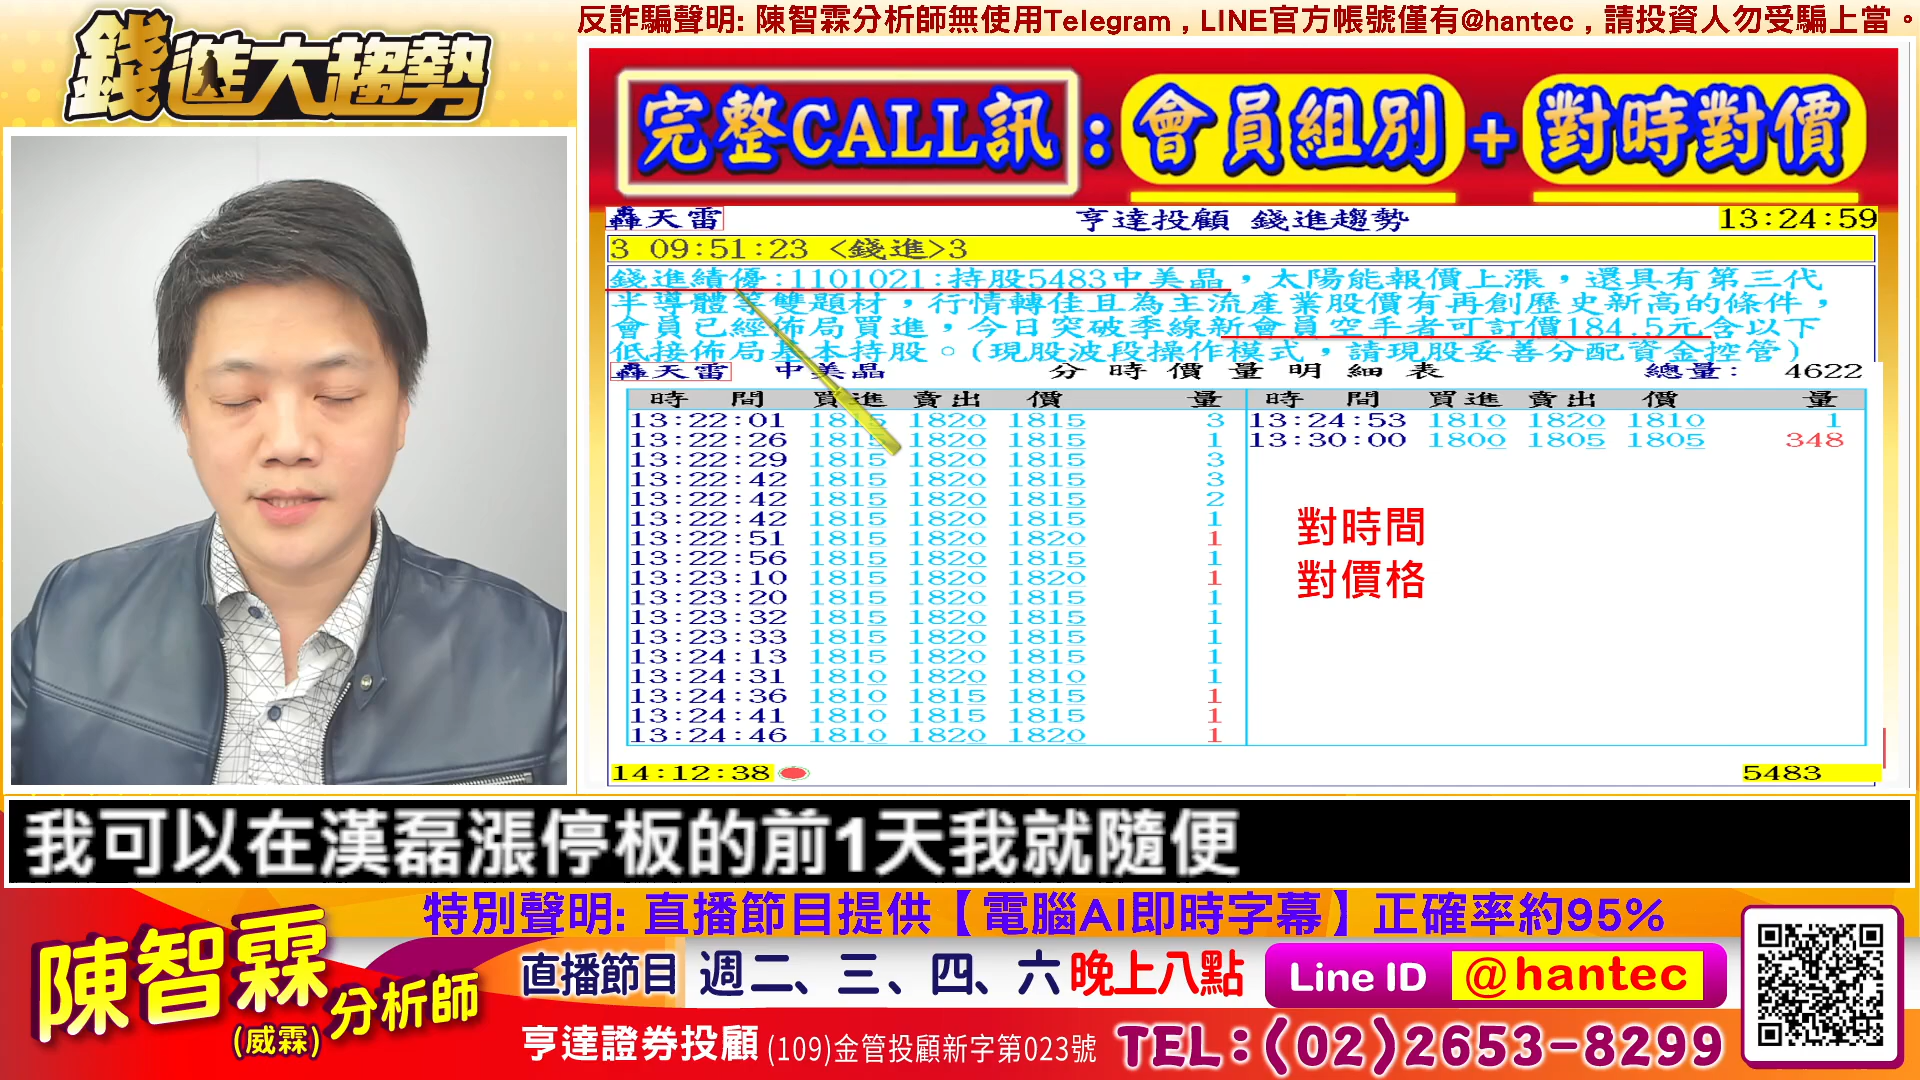 反詐騙聲明: 陳智霖分析師無使用Telegram , LINE官方帳號僅有@hantec , 請投資人勿受騙上當。
錢進大趨勢
完整CALL訊 : 會員組別 + 對時對價
轟天雷 亨達投顧 錢進趨勢 13:24:59
3 09:51:23 <錢進>3
錢進績優:1101021:持股5483中美晶，太陽能報價上漲，還具有第三代
半導體等雙題材，行情轉佳且為主流產業股價有再創歷史新高的條件，
會員已經佈局買進，今日突破季線新會員空手者可訂價184.5元含以下
低接佈局基本持股。(現股波段操作模式，請現股妥善分配資金控管)
轟天雷 中美晶 分時價量明細表 總量: 4622
時間 買進 賣出 價 量 時間 買進 賣出 價 量
13:22:01 1815 1820 1815 3 13:24:53 1810 1820 1810 1
13:22:26 1815 1820 1815 1 13:30:00 1800 1805 1805 348
13:22:29 1815 1820 1815 3
13:22:42 1815 1820 1815 3
13:22:42 1815 1820 1815 2
13:22:42 1815 1820 1815 1
13:22:51 1815 1820 1820 1
13:22:56 1815 1820 1815 1
13:23:10 1815 1820 1820 1
13:23:20 1815 1820 1815 1
13:23:32 1815 1820 1815 1
13:23:33 1815 1820 1815 1
13:24:13 1815 1820 1815 1
13:24:31 1810 1820 1810 1
13:24:36 1810 1815 1815 1
13:24:41 1810 1815 1815 1
13:24:46 1810 1820 1820 1
對時間
對價格
14:12:38 5483
我可以在漢磊漲停板的前1天我就隨便
特別聲明: 直播節目提供【電腦AI即時字幕】正確率約95%
陳智霖分析師
(威霖)
直播節目 週二、三、四、六 晚上八點 Line ID @hantec
亨達證券投顧 (109)金管投顧新字第023號 TEL:(02)2653-8299